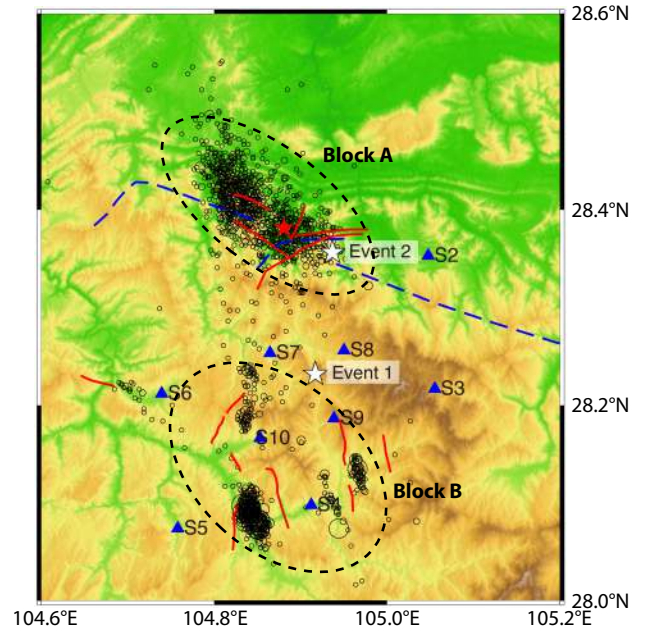 28.6°N
Block A
28.4°N
Event 2
S2
S7
S8
Event 1
S3
S6
28.2°N
S9
S10
Block B
S4
S5
28.0°N
104.6°E
104.8°E
105.0°E
105.2°E